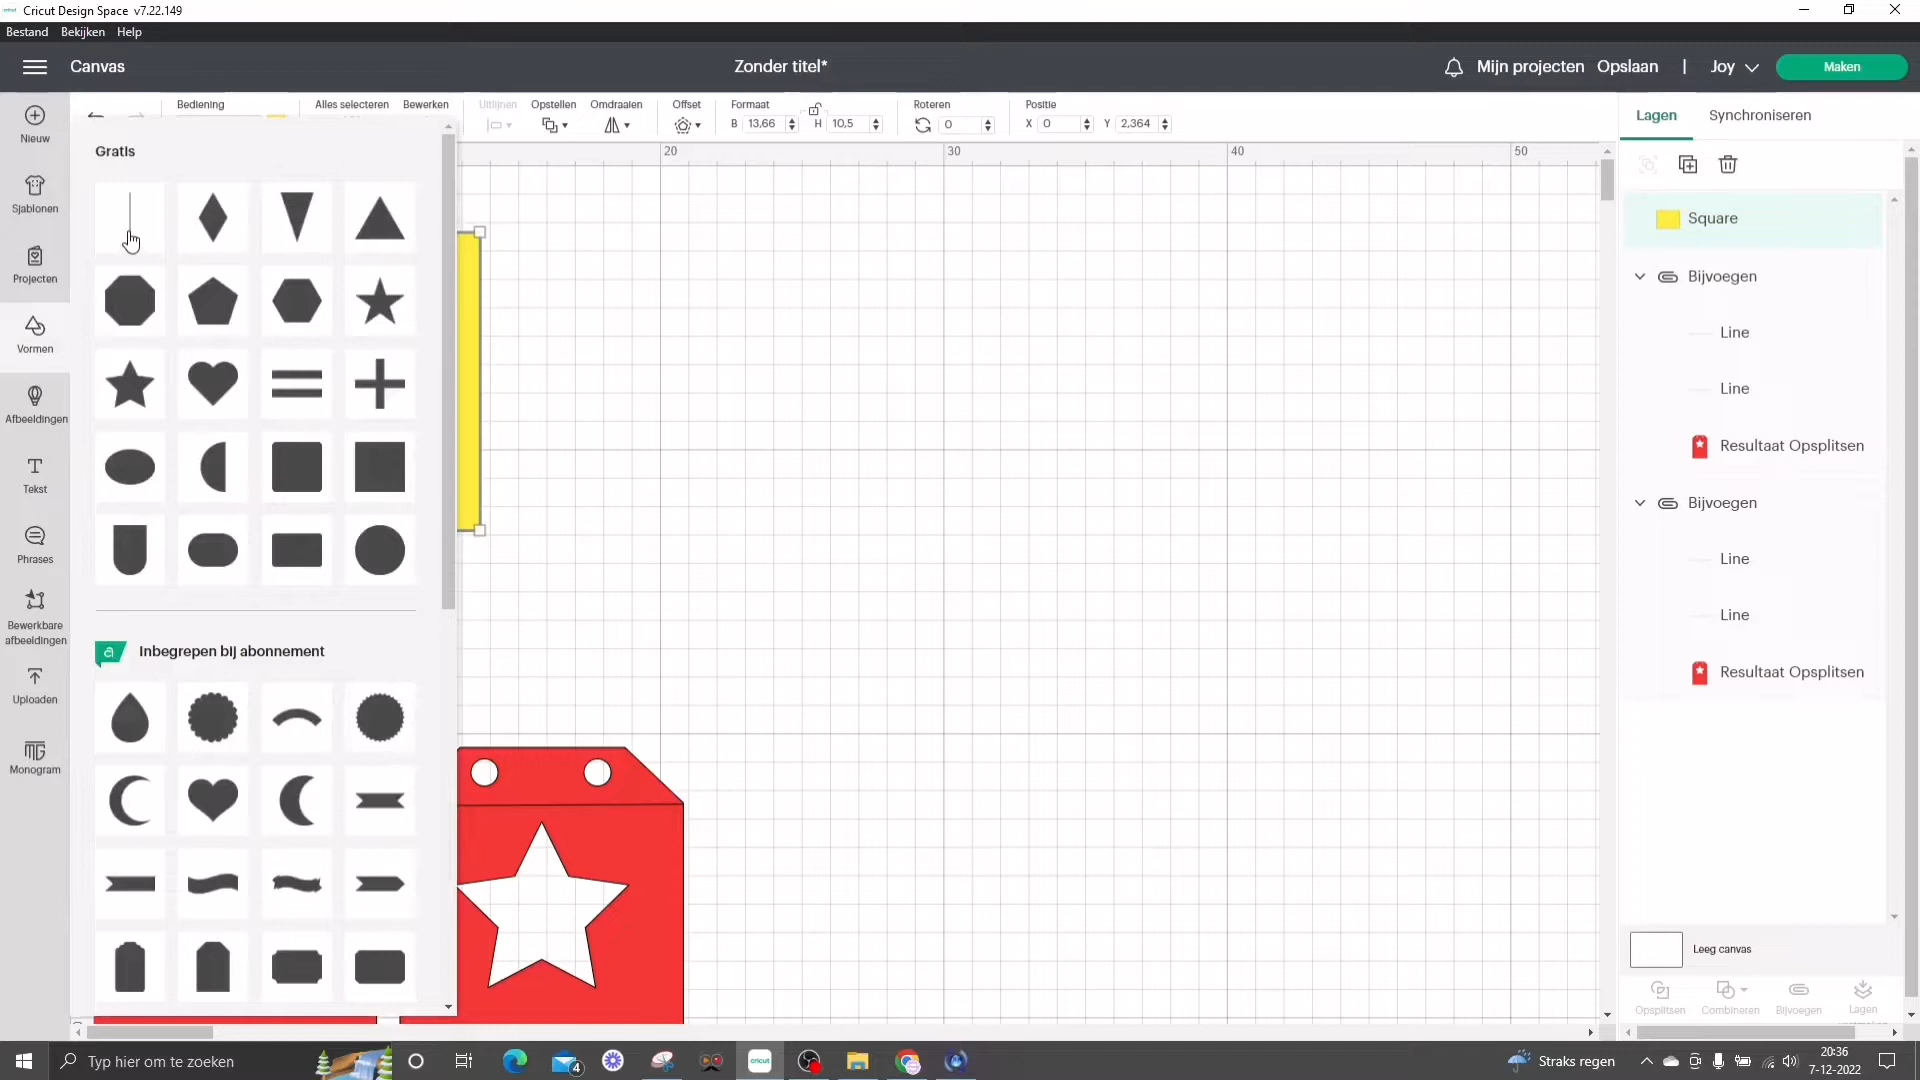 Cricut Design Space v7.22.149
Bestand Bekijken Help
Canvas
Zonder titel*
Mijn projecten Opslaan | Joy
Maken
Bediening
Alles selecteren
Bewerken
Uitlijnen
Opstellen
Omdraaien
Offset
Formaat
B 13,66
H 10,5
Roteren
0
Positie
X 0
Y 2,364
Lagen
Synchroniseren
20 30 40 50
Nieuw
Sjablonen
Projecten
Vormen
Afbeeldingen
Tekst
Phrases
Bewerkbare
afbeeldingen
Uploaden
Monogram
Gratis
Inbegrepen bij abonnement
Square
Bijvoegen
Line
Line
Resultaat Opsplitsen
Bijvoegen
Line
Line
Resultaat Opsplitsen
Leeg canvas
Opsplitsen
Combineren
Bijvoegen
Lagen
Typ hier om te zoeken
4
cricut
Straks regen
20:36
7-12-2022